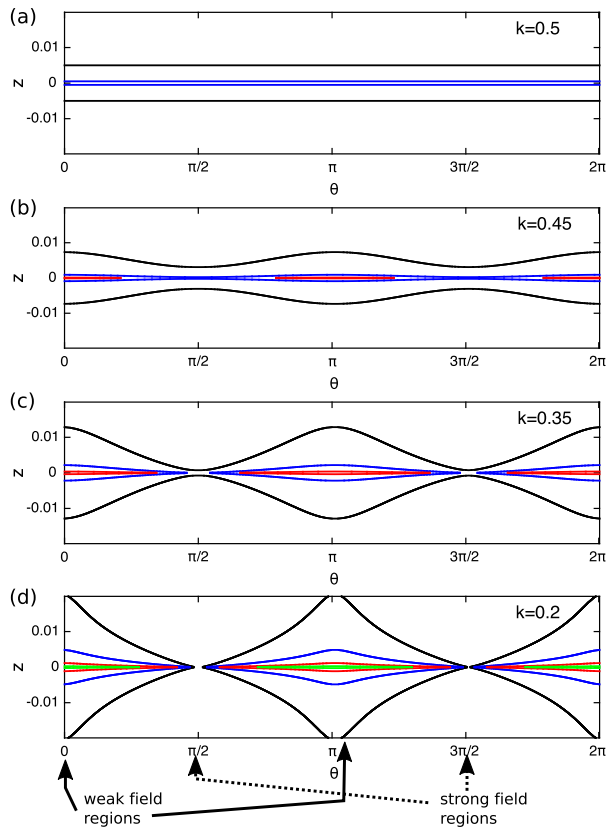 (a)
k=0.5
0.01
0
-0.01
z
0 π/2 π 3π/2 2π
θ
(b)
k=0.45
0.01
0
-0.01
z
0 π/2 π 3π/2 2π
θ
(c)
k=0.35
0.01
0
-0.01
z
0 π/2 π 3π/2 2π
θ
(d)
k=0.2
0.01
0
-0.01
z
0 π/2 π 3π/2 2π
θ
weak field
regions
strong field
regions